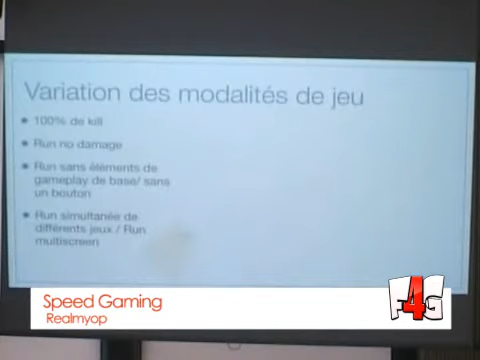 Variation des modalités de jeu
• 100% de kill
• Run no damage
• Run sans éléments de
gameplay de base/ sans
un bouton
• Run simultanée de
différents jeux / Run
multiscreen
Speed Gaming
Realmyop
F4G